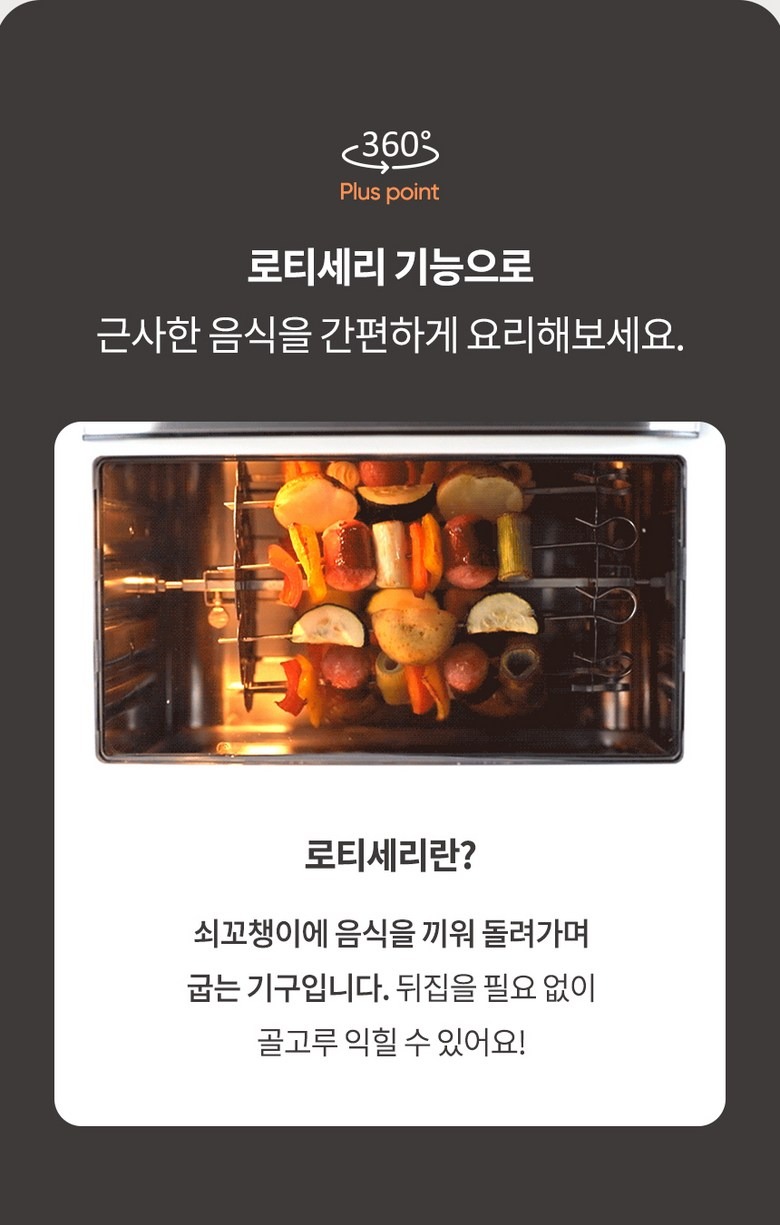 360°
Plus point
로티세리 기능으로
근사한 음식을 간편하게 요리해보세요.
로티세리란?
쇠꼬챙이에 음식을 끼워 돌려가며
굽는 기구입니다. 뒤집을 필요 없이
골고루 익힐 수 있어요!